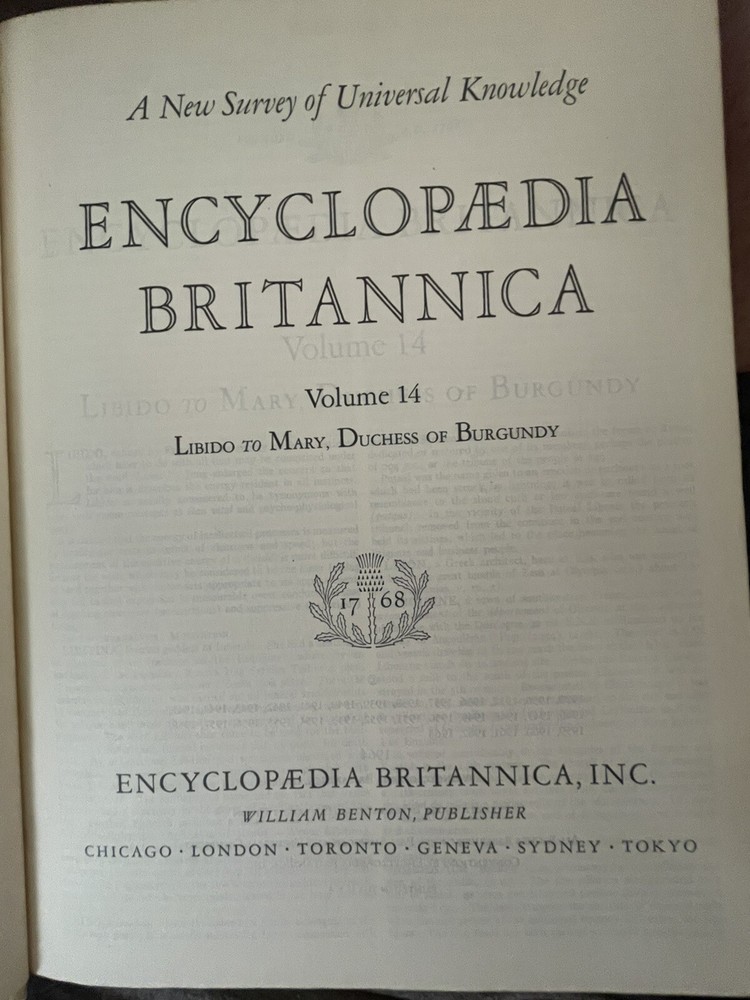 A New Survey of Universal Knowledge
ENCYCLOPÆDIA
BRITANNICA
Volume 14
LIBIDO TO MARY, DUCHESS OF BURGUNDY
17 68
ENCYCLOPÆDIA BRITANNICA, INC.
WILLIAM BENTON, PUBLISHER
CHICAGO · LONDON · TORONTO · GENEVA · SYDNEY · TOKYO